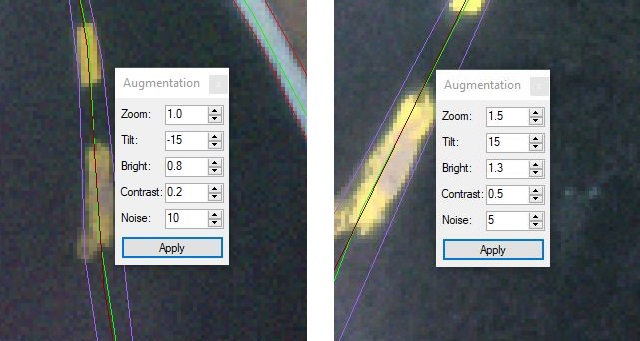 Augmentation x
Zoom: 1.0
Tilt: -15
Bright: 0.8
Contrast: 0.2
Noise: 10
Apply
Augmentation x
Zoom: 1.5
Tilt: 15
Bright: 1.3
Contrast: 0.5
Noise: 5
Apply